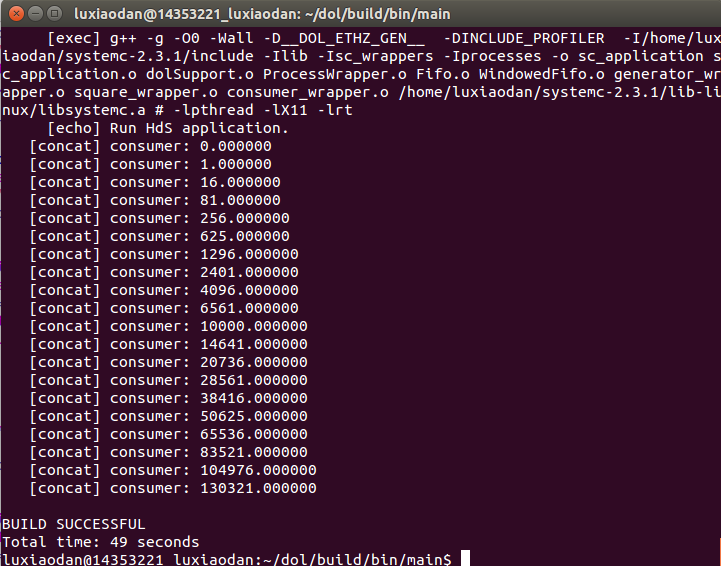 luxiaodan@14353221_luxiaodan: ~/dol/build/bin/main
[exec] g++ -g -O0 -Wall -D__DOL_ETHZ_GEN__  -DINCLUDE_PROFILER  -I/home/lux
iaodan/systemc-2.3.1/include -Ilib -Isc_wrappers -Iprocesses -o sc_application s
c_application.o dolSupport.o ProcessWrapper.o Fifo.o WindowedFifo.o generator_wr
apper.o square_wrapper.o consumer_wrapper.o /home/luxiaodan/systemc-2.3.1/lib-li
nux/libsystemc.a # -lpthread -lX11 -lrt
[echo] Run HdS application.
[concat] consumer: 0.000000
[concat] consumer: 1.000000
[concat] consumer: 16.000000
[concat] consumer: 81.000000
[concat] consumer: 256.000000
[concat] consumer: 625.000000
[concat] consumer: 1296.000000
[concat] consumer: 2401.000000
[concat] consumer: 4096.000000
[concat] consumer: 6561.000000
[concat] consumer: 10000.000000
[concat] consumer: 14641.000000
[concat] consumer: 20736.000000
[concat] consumer: 28561.000000
[concat] consumer: 38416.000000
[concat] consumer: 50625.000000
[concat] consumer: 65536.000000
[concat] consumer: 83521.000000
[concat] consumer: 104976.000000
[concat] consumer: 130321.000000
BUILD SUCCESSFUL
Total time: 49 seconds
luxiaodan@14353221_luxiaodan:~/dol/build/bin/main$